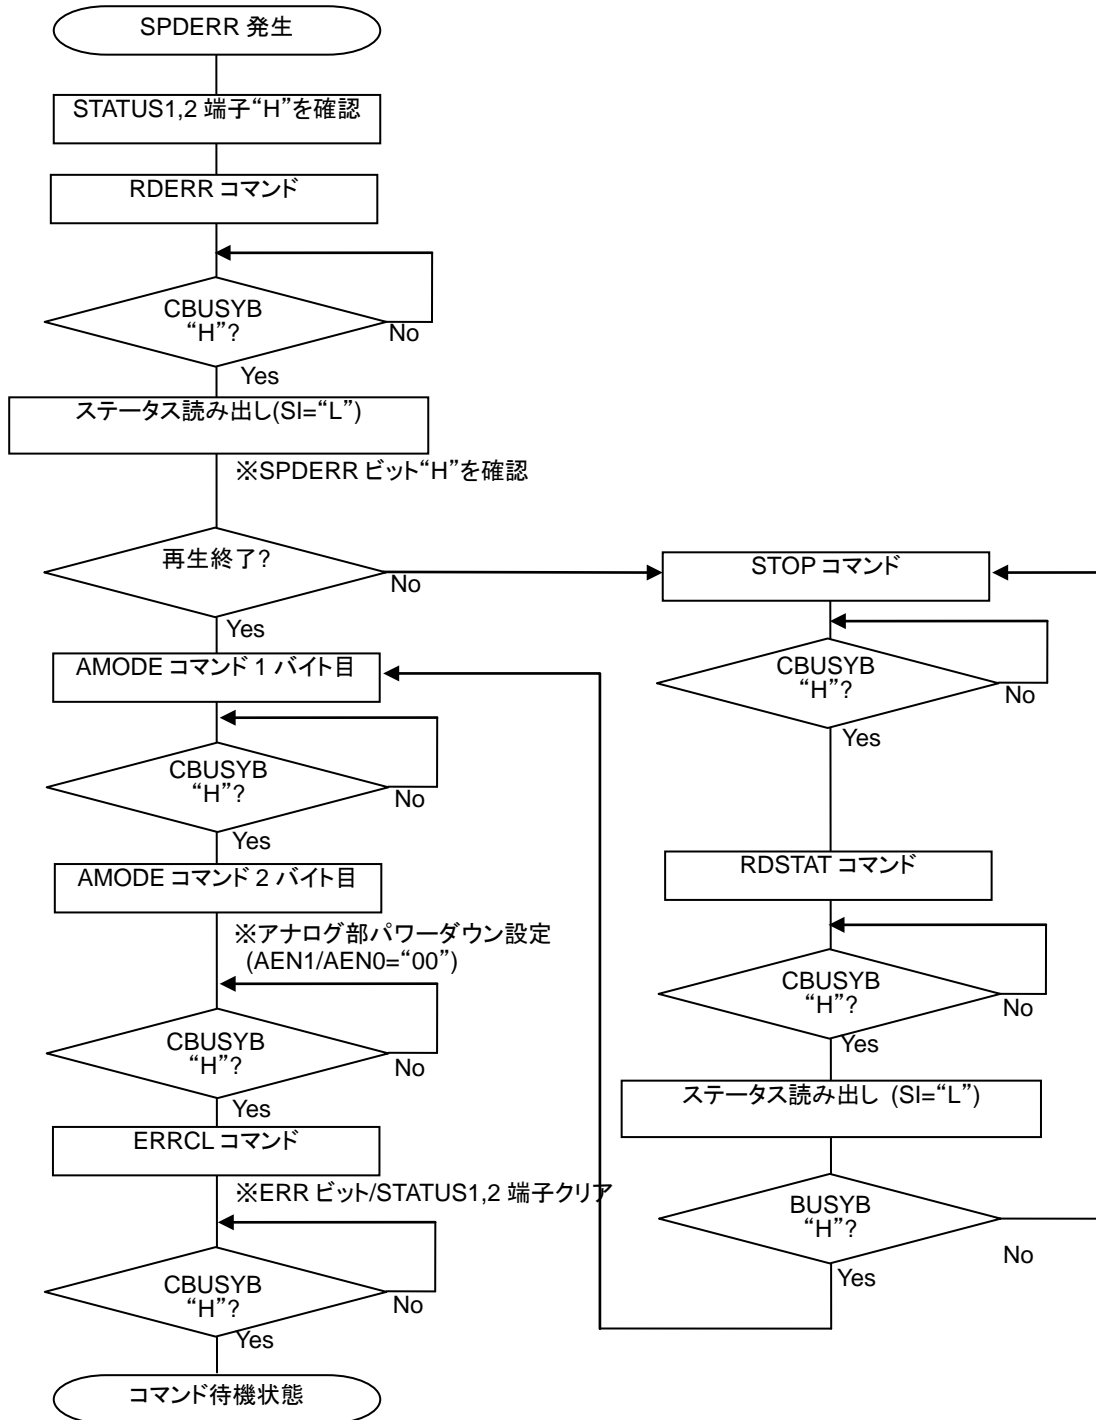 SPDERR 発生
STATUS1,2 端子“H”を確認
RDERR コマンド
CBUSYB
“H”?
No
Yes
ステータス読み出し(SI=“L”)
※SPDERR ビット“H”を確認
再生終了?
No
Yes
AMODE コマンド 1 バイト目
CBUSYB
“H”?
No
Yes
AMODE コマンド 2 バイト目
※アナログ部パワーダウン設定
(AEN1/AEN0=“00”)
CBUSYB
“H”?
No
Yes
ERRCL コマンド
※ERR ビット/STATUS1,2 端子クリア
CBUSYB
“H”?
No
Yes
コマンド待機状態
STOP コマンド
CBUSYB
“H”?
No
Yes
RDSTAT コマンド
CBUSYB
“H”?
No
Yes
ステータス読み出し (SI=“L”)
BUSYB
“H”?
No
Yes